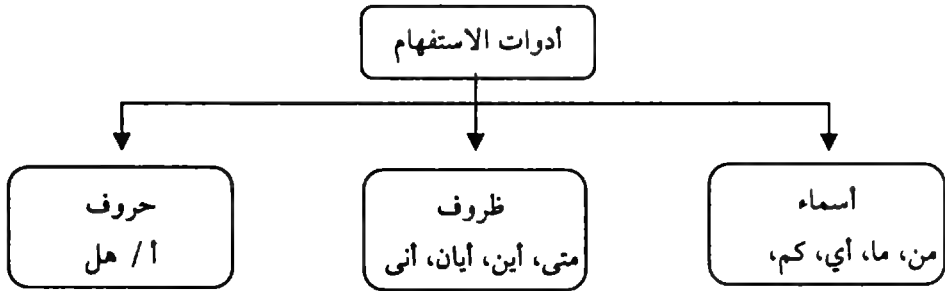 أدوات الاستفهام
أسماء
من، ما، أي، كم،
ظروف
متى، أين، أيان، أنى
حروف
أ / هل